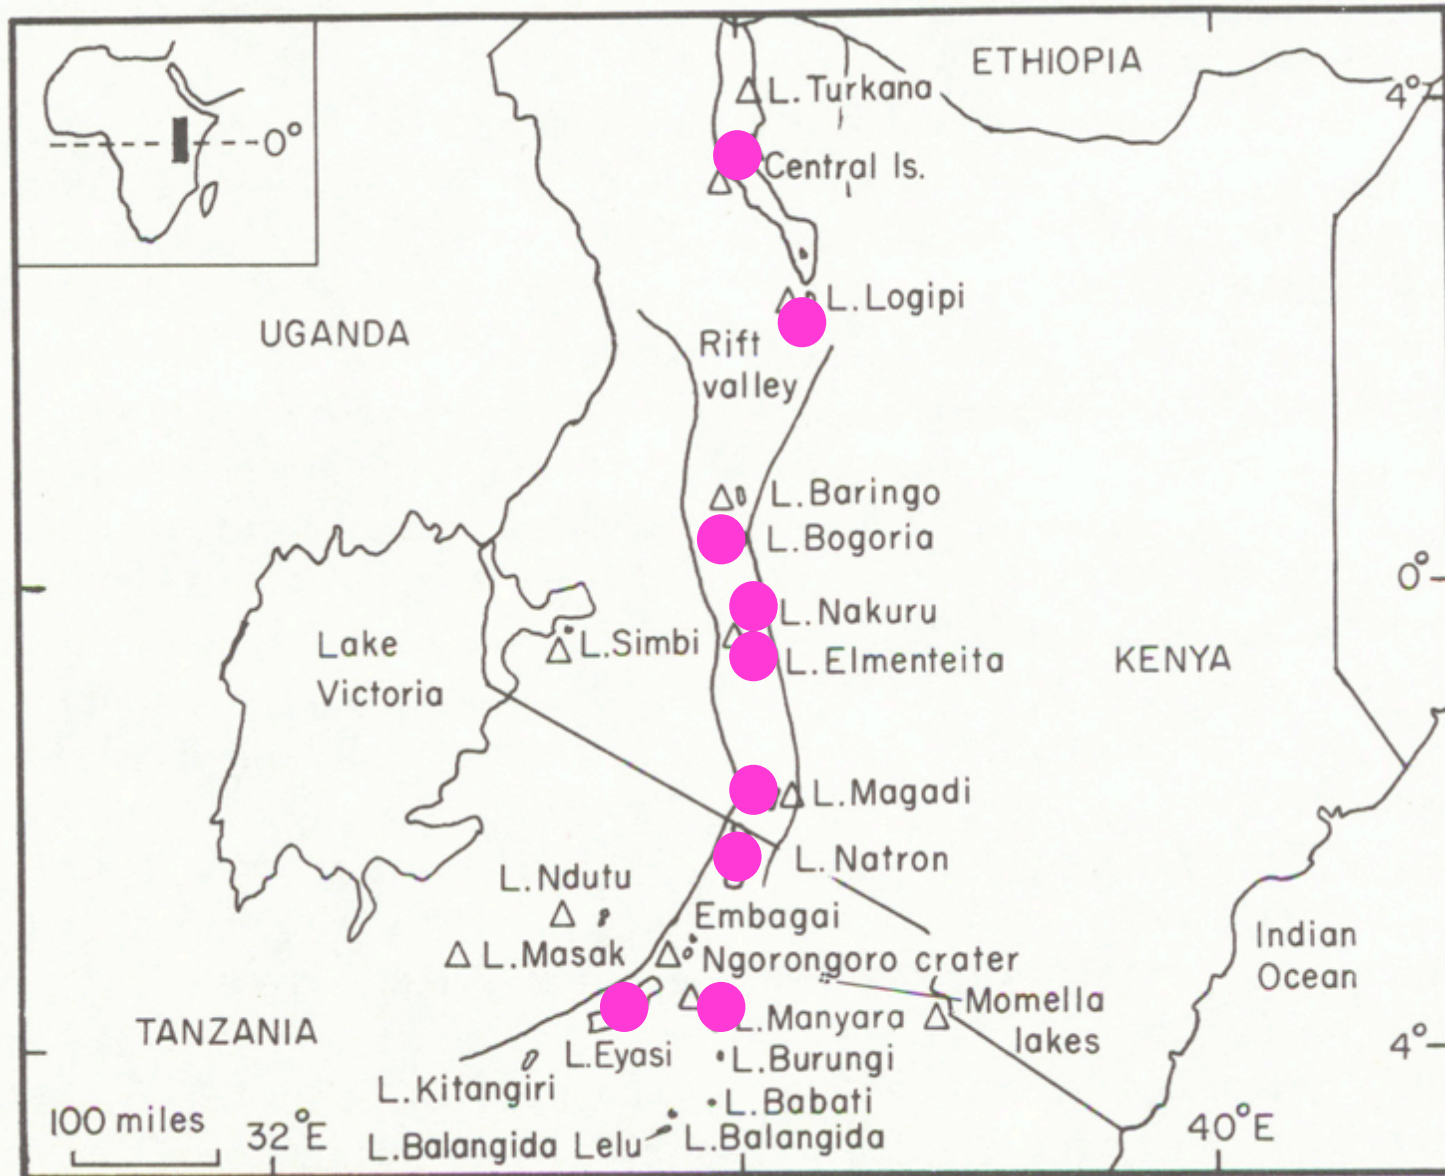 ETHIOPIA
4°
L.Turkana
0°
Central Is.
L.Logipi
UGANDA
Rift
valley
L.Baringo
L.Bogoria
0°
L.Nakuru
L.Simbi
L.Elmenteita
KENYA
Lake
Victoria
L.Magadi
L.Natron
L.Ndutu
Embagai
L.Masak
Ngorongoro crater
Indian
Ocean
Momella
lakes
L.Manyara
TANZANIA
L.Eyasi
L.Burungi
4°
L.Kitangiri
L.Babati
100 miles
32°E
40°E
L.Balangida Lelu
L.Balangida